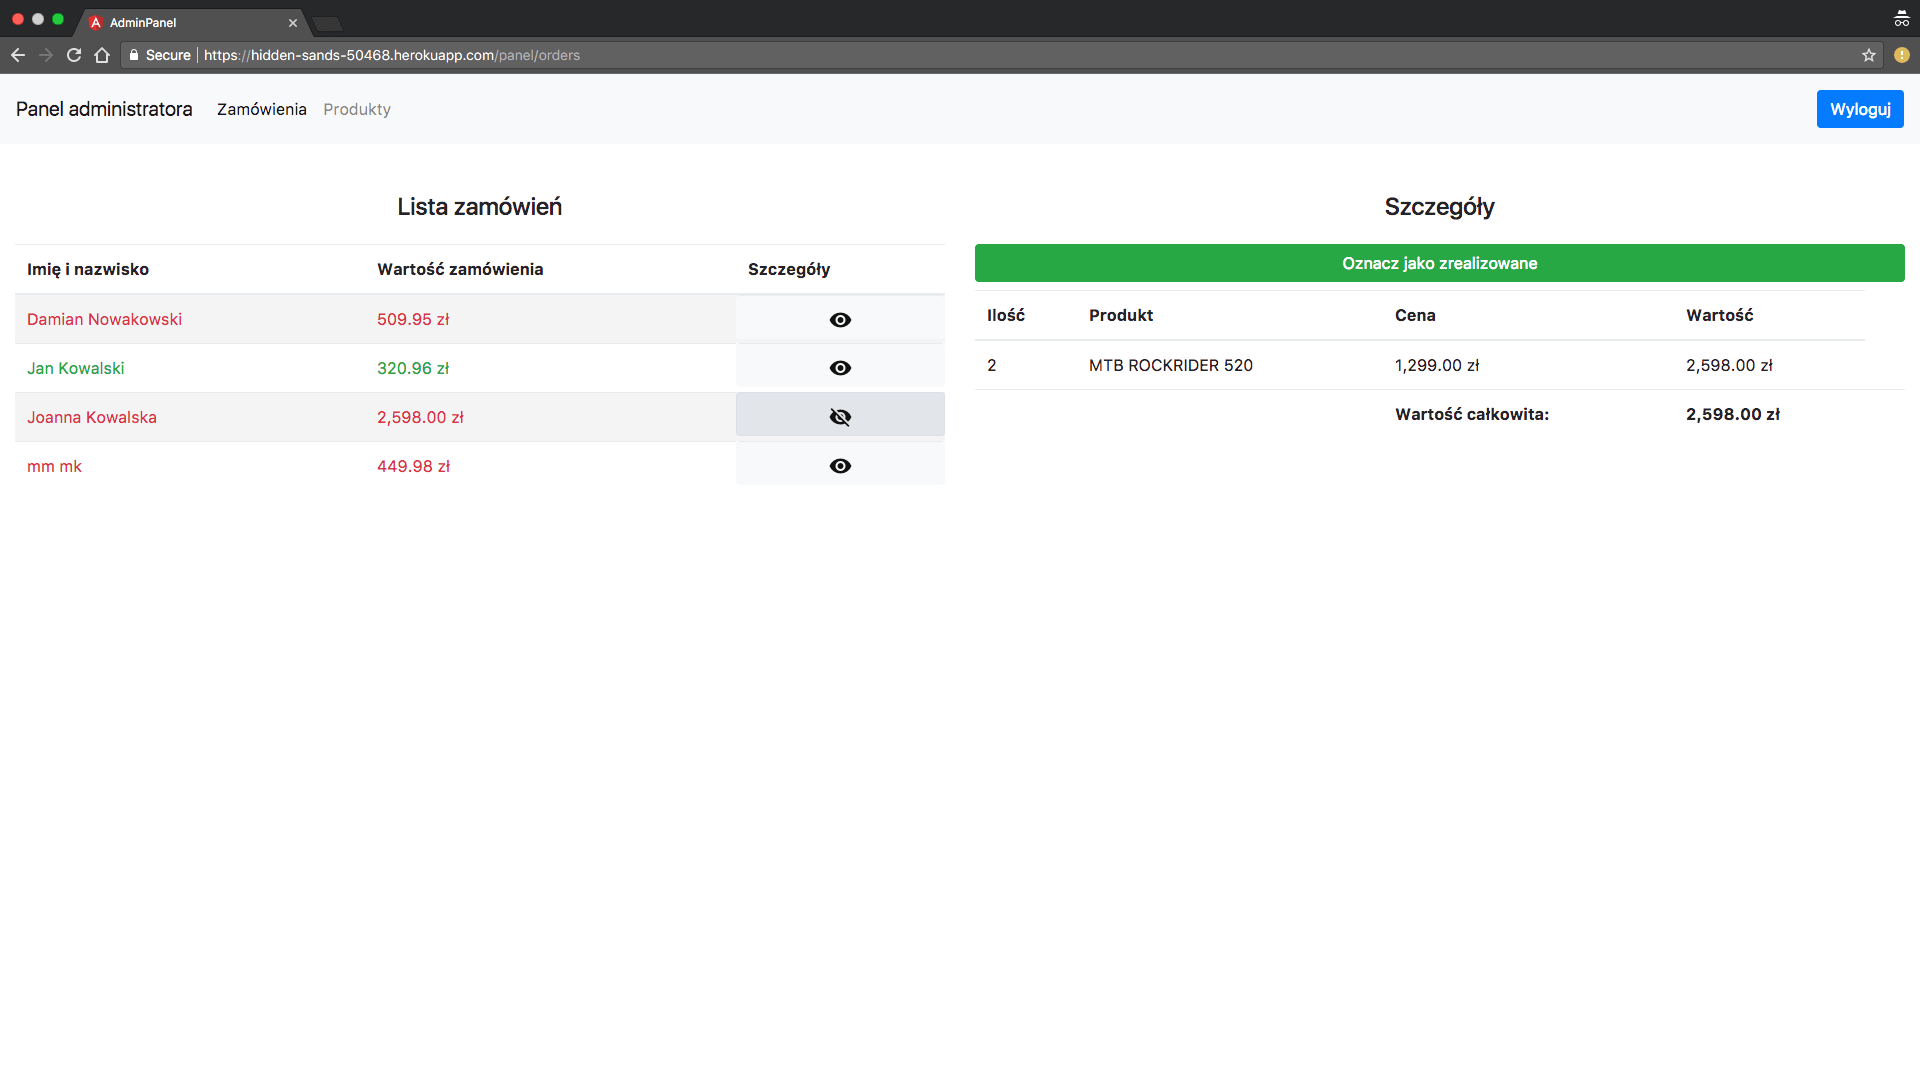 AdminPanel
Secure https://hidden-sands-50468.herokuapp.com/panel/orders
Panel administratora Zamówienia Produkty Wyloguj
Lista zamówień
Imię i nazwisko Wartość zamówienia Szczegóły
Damian Nowakowski 509.95 zł
Jan Kowalski 320.96 zł
Joanna Kowalska 2,598.00 zł
mm mk 449.98 zł
Szczegóły
Oznacz jako zrealizowane
Ilość Produkt Cena Wartość
2 MTB ROCKRIDER 520 1,299.00 zł 2,598.00 zł
Wartość całkowita: 2,598.00 zł